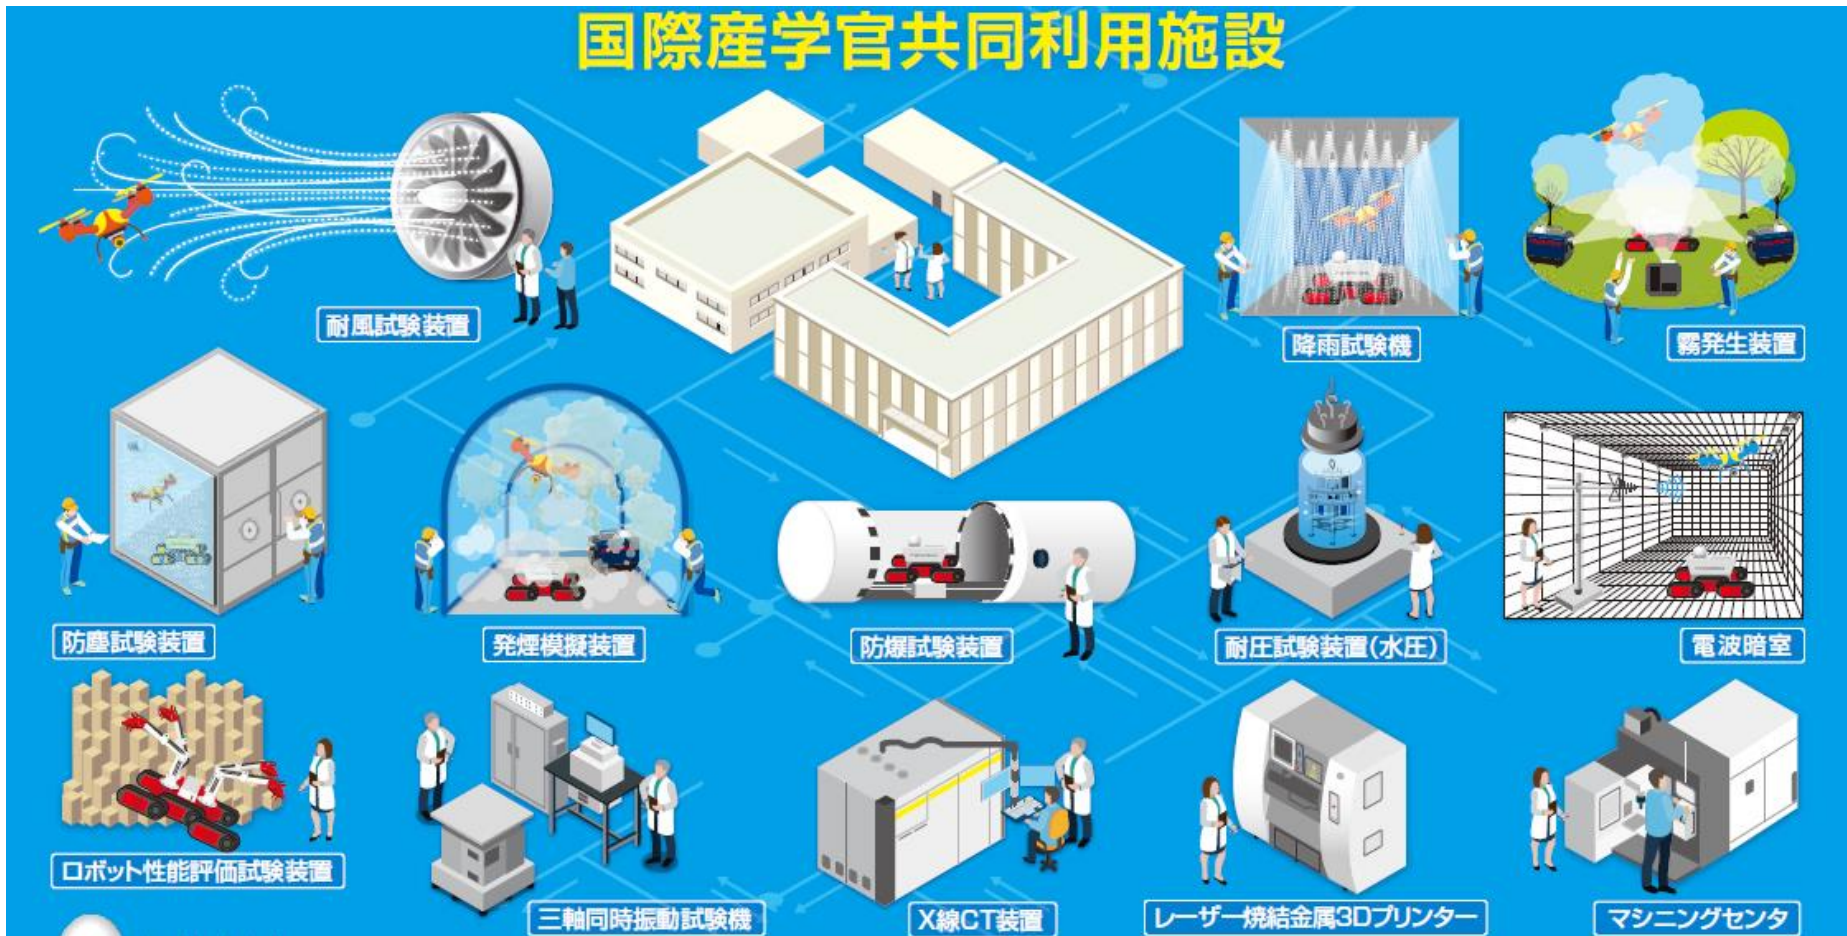 国際産学官共同利用施設
耐風試験装置
降雨試験機
霧発生装置
防塵試験装置
発煙模擬装置
防爆試験装置
耐圧試験装置(水圧)
電波暗室
ロボット性能評価試験装置
三軸同時振動試験機
X線CT装置
レーザー焼結金属3Dプリンター
マシニングセンタ